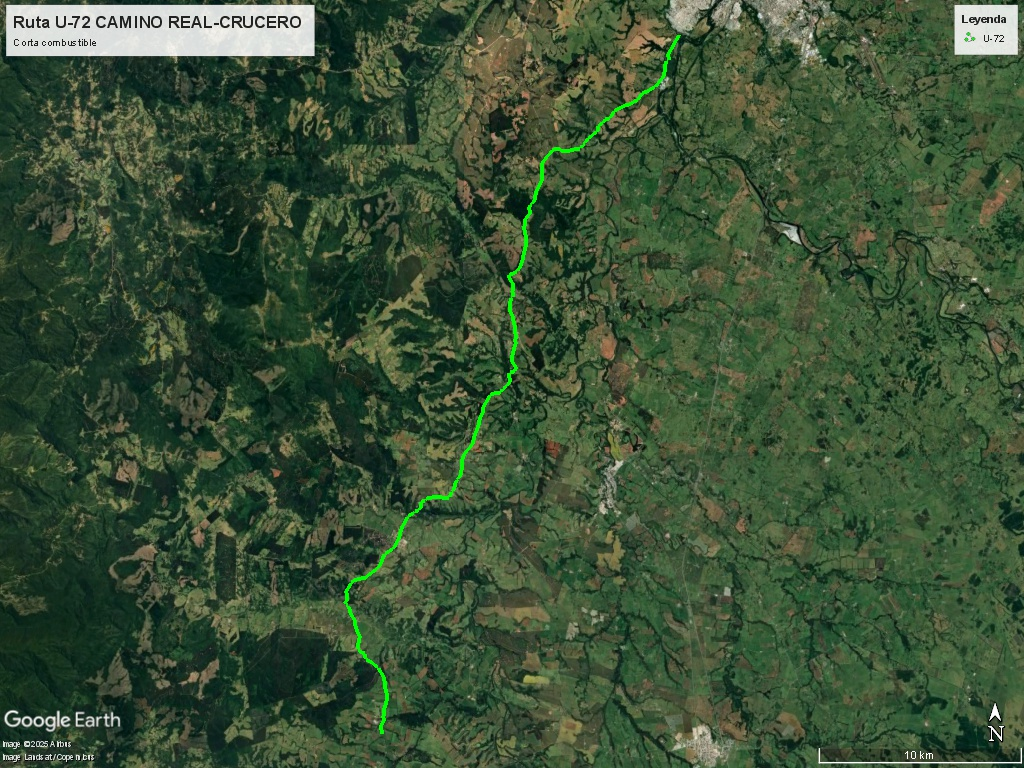 Ruta U-72 CAMINO REAL-CRUCERO
Corta combustible
Leyenda
U-72
Google Earth
Image ©2025 Airbus
Image Landsat / Copernicus
10 km
N